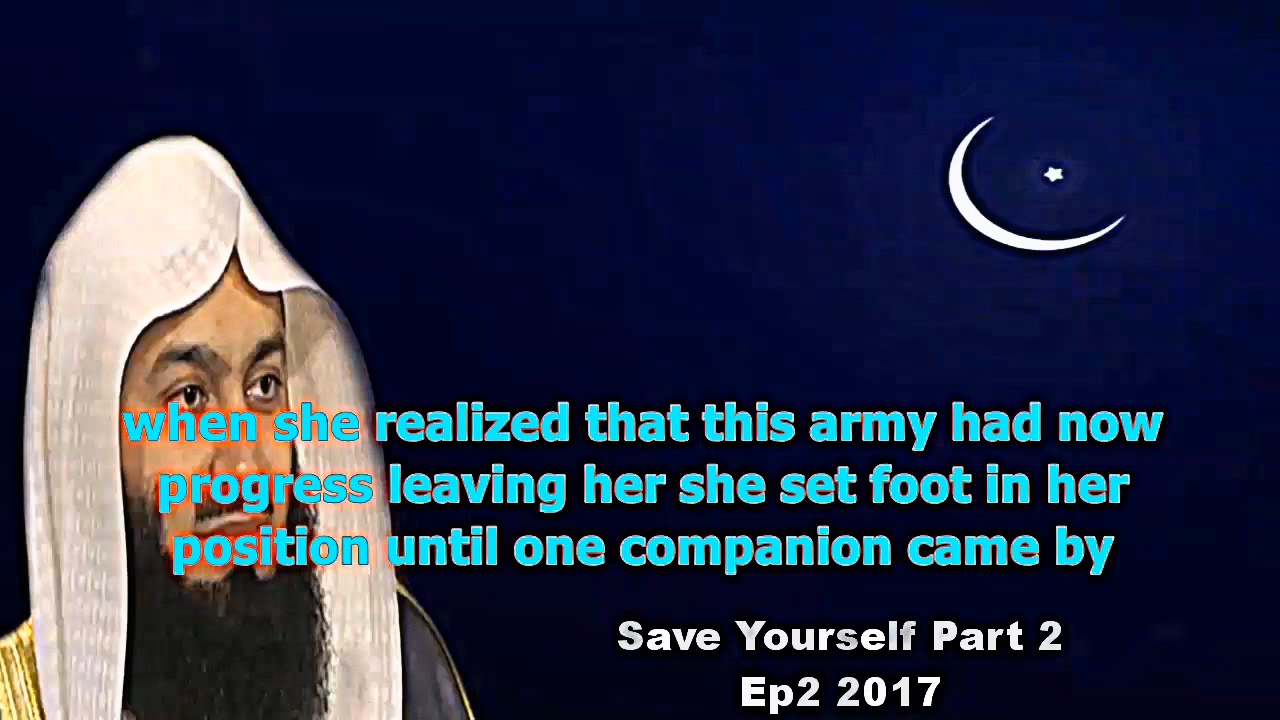 when she realized that this army had now
progress leaving her she set foot in her
position until one companion came by
Save Yourself Part 2
Ep2 2017